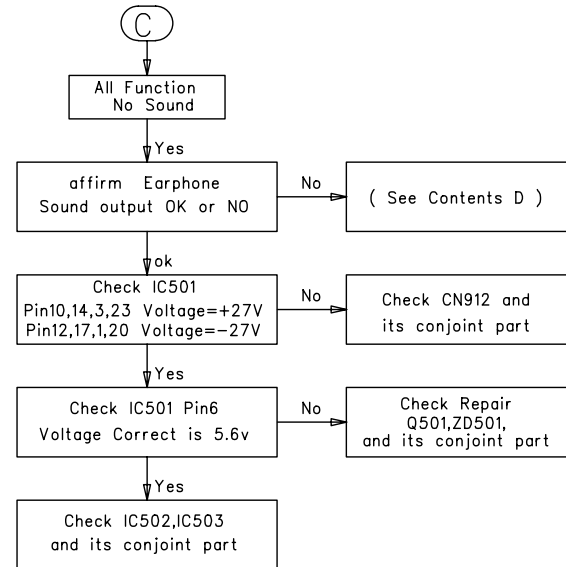 C
All Function
No Sound
Yes
affirm Earphone
Sound output OK or NO
No
( See Contents D )
ok
Check IC501
Pin10,14,3,23 Voltage=+27V
Pin12,17,1,20 Voltage=-27V
No
Check CN912 and
its conjoint part
Yes
Check IC501 Pin6
Voltage Correct is 5.6v
No
Check Repair
Q501,ZD501,
and its conjoint part
Yes
Check IC502,IC503
and its conjoint part